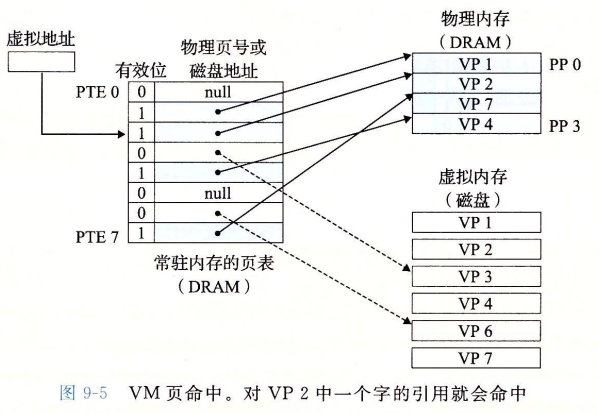 虚拟地址
物理页号或
磁盘地址
有效位
PTE 0
0
null
1
1
0
1
0
null
0
PTE 7
1
常驻内存的页表
（DRAM）
物理内存
（DRAM）
VP 1
PP 0
VP 2
VP 7
VP 4
PP 3
虚拟内存
（磁盘）
VP 1
VP 2
VP 3
VP 4
VP 6
VP 7
图 9-5 VM 页命中。对 VP 2 中一个字的引用就会命中